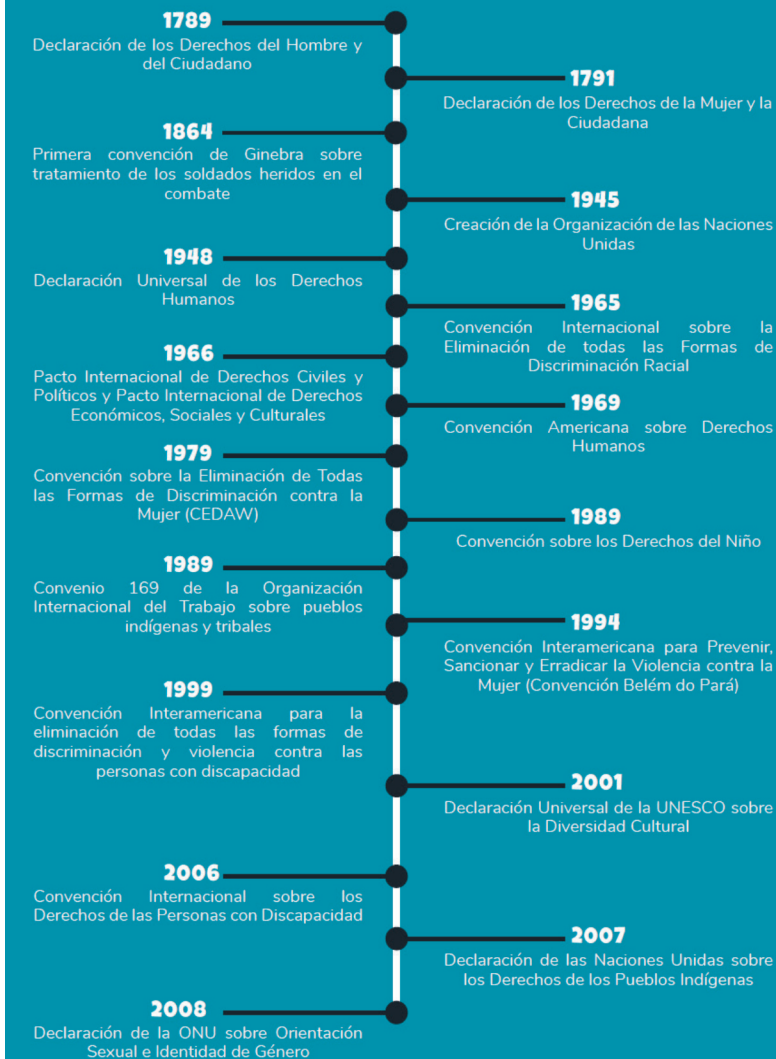 1789
Declaración de los Derechos del Hombre y
del Ciudadano
1791
Declaración de los Derechos de la Mujer y la
Ciudadana
1864
Primera convención de Ginebra sobre
tratamiento de los soldados heridos en el
combate
1945
Creación de la Organización de las Naciones
Unidas
1948
Declaración Universal de los Derechos
Humanos
1965
Convención Internacional sobre la
Eliminación de todas las Formas de
Discriminación Racial
1966
Pacto Internacional de Derechos Civiles y
Políticos y Pacto Internacional de Derechos
Económicos, Sociales y Culturales
1969
Convención Americana sobre Derechos
Humanos
1979
Convención sobre la Eliminación de Todas
las Formas de Discriminación contra la
Mujer (CEDAW)
1989
Convención sobre los Derechos del Niño
1989
Convenio 169 de la Organización
Internacional del Trabajo sobre pueblos
indígenas y tribales
1994
Convención Interamericana para Prevenir,
Sancionar y Erradicar la Violencia contra la
Mujer (Convención Belém do Pará)
1999
Convención Interamericana para la
eliminación de todas las formas de
discriminación y violencia contra las
personas con discapacidad
2001
Declaración Universal de la UNESCO sobre
la Diversidad Cultural
2006
Convención Internacional sobre los
Derechos de las Personas con Discapacidad
2007
Declaración de las Naciones Unidas sobre
los Derechos de los Pueblos Indígenas
2008
Declaración de la ONU sobre Orientación
Sexual e Identidad de Género